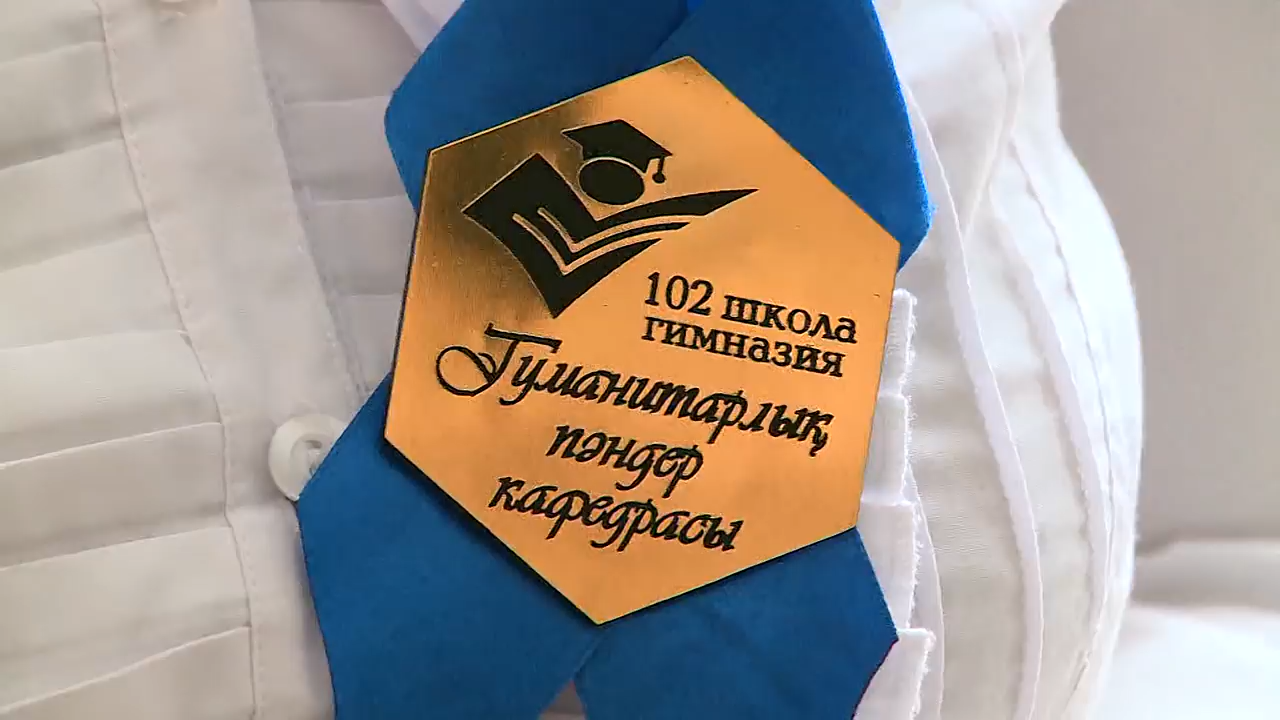 102 школа
гимназия
Гуманитарлық
пәндер
кафедрасы